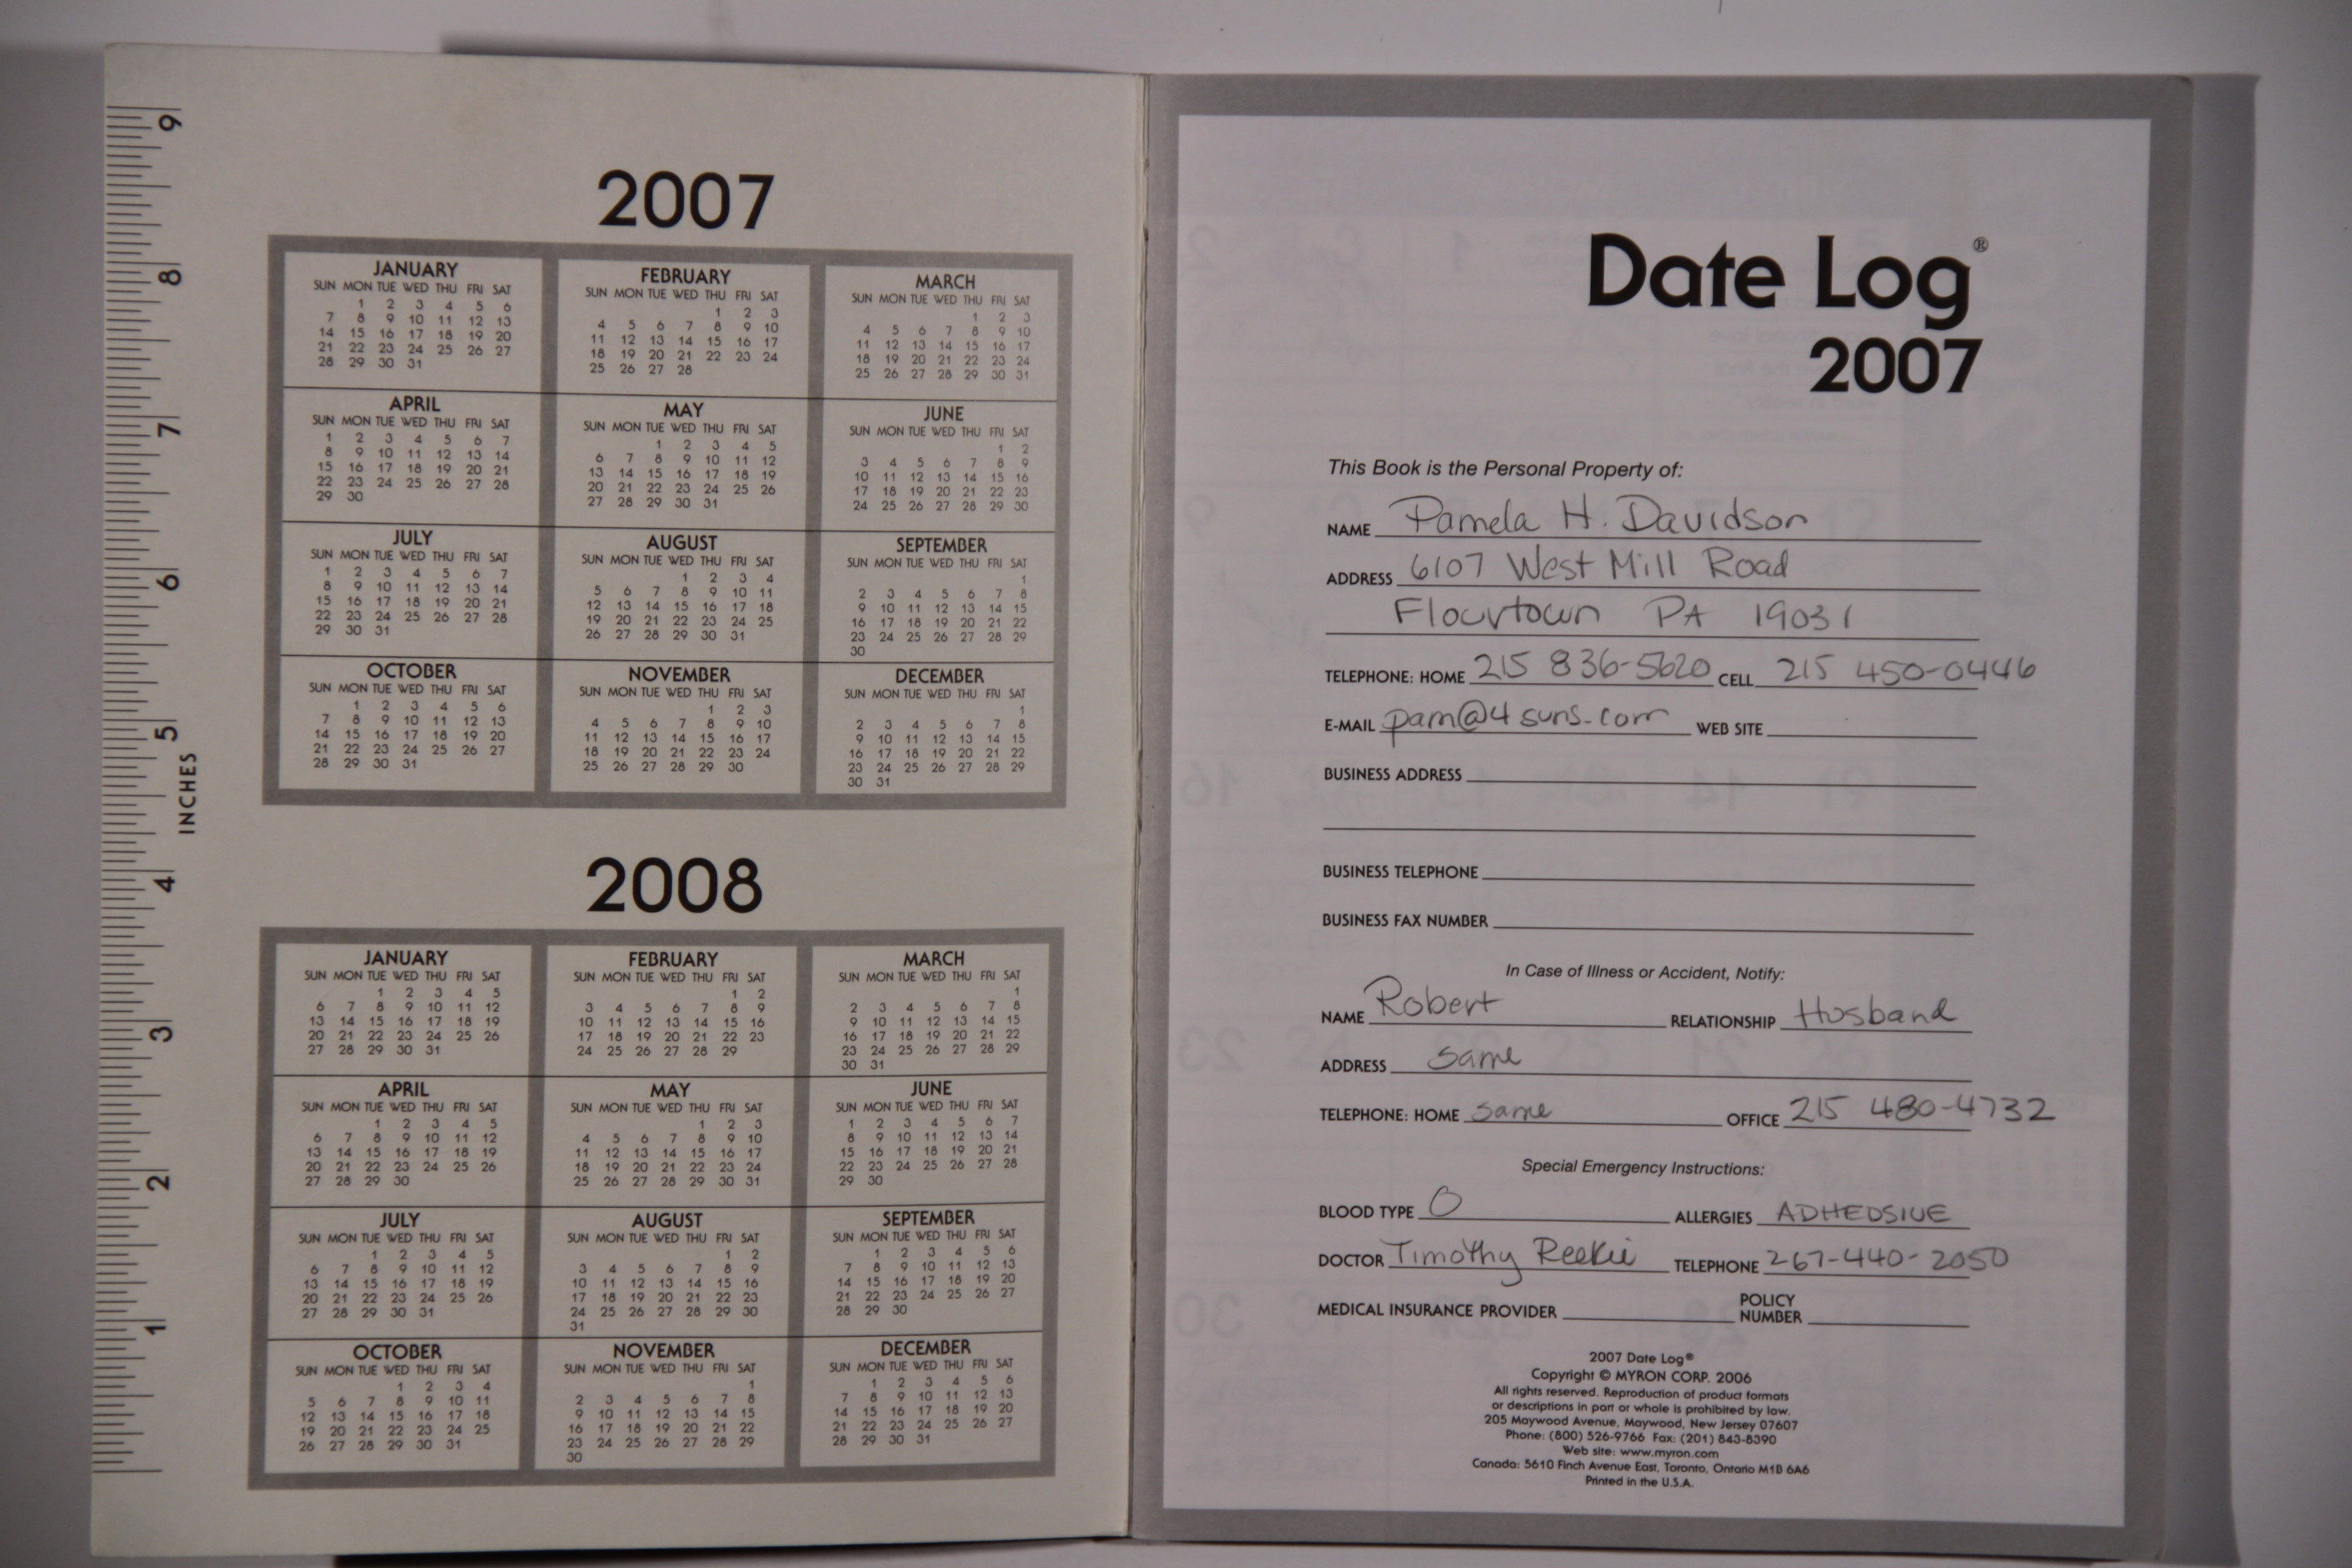 9
8
7
6
5
INCHES
4
3
2
1
2007
JANUARY
SUN MON TUE WED THU FRI SAT
1 2 3 4 5 6
7 8 9 10 11 12 13
14 15 16 17 18 19 20
21 22 23 24 25 26 27
28 29 30 31
FEBRUARY
SUN MON TUE WED THU FRI SAT
1 2 3
4 5 6 7 8 9 10
11 12 13 14 15 16 17
18 19 20 21 22 23 24
25 26 27 28
MARCH
SUN MON TUE WED THU FRI SAT
1 2 3
4 5 6 7 8 9 10
11 12 13 14 15 16 17
18 19 20 21 22 23 24
25 26 27 28 29 30 31
APRIL
SUN MON TUE WED THU FRI SAT
1 2 3 4 5 6 7
8 9 10 11 12 13 14
15 16 17 18 19 20 21
22 23 24 25 26 27 28
29 30
MAY
SUN MON TUE WED THU FRI SAT
1 2 3 4 5
6 7 8 9 10 11 12
13 14 15 16 17 18 19
20 21 22 23 24 25 26
27 28 29 30 31
JUNE
SUN MON TUE WED THU FRI SAT
1 2
3 4 5 6 7 8 9
10 11 12 13 14 15 16
17 18 19 20 21 22 23
24 25 26 27 28 29 30
JULY
SUN MON TUE WED THU FRI SAT
1 2 3 4 5 6 7
8 9 10 11 12 13 14
15 16 17 18 19 20 21
22 23 24 25 26 27 28
29 30 31
AUGUST
SUN MON TUE WED THU FRI SAT
1 2 3 4
5 6 7 8 9 10 11
12 13 14 15 16 17 18
19 20 21 22 23 24 25
26 27 28 29 30 31
SEPTEMBER
SUN MON TUE WED THU FRI SAT
1
2 3 4 5 6 7 8
9 10 11 12 13 14 15
16 17 18 19 20 21 22
23 24 25 26 27 28 29
30
OCTOBER
SUN MON TUE WED THU FRI SAT
1 2 3 4 5 6
7 8 9 10 11 12 13
14 15 16 17 18 19 20
21 22 23 24 25 26 27
28 29 30 31
NOVEMBER
SUN MON TUE WED THU FRI SAT
1 2 3
4 5 6 7 8 9 10
11 12 13 14 15 16 17
18 19 20 21 22 23 24
25 26 27 28 29 30
DECEMBER
SUN MON TUE WED THU FRI SAT
1
2 3 4 5 6 7 8
9 10 11 12 13 14 15
16 17 18 19 20 21 22
23 24 25 26 27 28 29
30 31
2008
JANUARY
SUN MON TUE WED THU FRI SAT
1 2 3 4 5
6 7 8 9 10 11 12
13 14 15 16 17 18 19
20 21 22 23 24 25 26
27 28 29 30 31
FEBRUARY
SUN MON TUE WED THU FRI SAT
1 2
3 4 5 6 7 8 9
10 11 12 13 14 15 16
17 18 19 20 21 22 23
24 25 26 27 28 29
MARCH
SUN MON TUE WED THU FRI SAT
1
2 3 4 5 6 7 8
9 10 11 12 13 14 15
16 17 18 19 20 21 22
23 24 25 26 27 28 29
30 31
APRIL
SUN MON TUE WED THU FRI SAT
1 2 3 4 5
6 7 8 9 10 11 12
13 14 15 16 17 18 19
20 21 22 23 24 25 26
27 28 29 30
MAY
SUN MON TUE WED THU FRI SAT
1 2 3
4 5 6 7 8 9 10
11 12 13 14 15 16 17
18 19 20 21 22 23 24
25 26 27 28 29 30 31
JUNE
SUN MON TUE WED THU FRI SAT
1 2 3 4 5 6 7
8 9 10 11 12 13 14
15 16 17 18 19 20 21
22 23 24 25 26 27 28
29 30
JULY
SUN MON TUE WED THU FRI SAT
1 2 3 4 5
6 7 8 9 10 11 12
13 14 15 16 17 18 19
20 21 22 23 24 25 26
27 28 29 30 31
AUGUST
SUN MON TUE WED THU FRI SAT
1 2
3 4 5 6 7 8 9
10 11 12 13 14 15 16
17 18 19 20 21 22 23
24 25 26 27 28 29 30
31
SEPTEMBER
SUN MON TUE WED THU FRI SAT
1 2 3 4 5 6
7 8 9 10 11 12 13
14 15 16 17 18 19 20
21 22 23 24 25 26 27
28 29 30
OCTOBER
SUN MON TUE WED THU FRI SAT
1 2 3 4
5 6 7 8 9 10 11
12 13 14 15 16 17 18
19 20 21 22 23 24 25
26 27 28 29 30 31
NOVEMBER
SUN MON TUE WED THU FRI SAT
1
2 3 4 5 6 7 8
9 10 11 12 13 14 15
16 17 18 19 20 21 22
23 24 25 26 27 28 29
30
DECEMBER
SUN MON TUE WED THU FRI SAT
1 2 3 4 5 6
7 8 9 10 11 12 13
14 15 16 17 18 19 20
21 22 23 24 25 26 27
28 29 30 31
Date Log®
2007
This Book is the Personal Property of:
NAME Pamela H. Davidson
ADDRESS 6107 West Mill Road
Flourtown PA 19031
TELEPHONE: HOME 215 836-5620 CELL 215 450-0446
E-MAIL pam@4suns.com WEB SITE
BUSINESS ADDRESS
BUSINESS TELEPHONE
BUSINESS FAX NUMBER
In Case of Illness or Accident, Notify:
NAME Robert RELATIONSHIP Husband
ADDRESS same
TELEPHONE: HOME same OFFICE 215 480-4732
Special Emergency Instructions:
BLOOD TYPE O ALLERGIES ADHEDSIVE
DOCTOR Timothy Reekie TELEPHONE 267-440-2050
MEDICAL INSURANCE PROVIDER POLICY NUMBER
2007 Date Log®
Copyright © MYRON CORP. 2006
All rights reserved. Reproduction of product formats
or descriptions in part or whole is prohibited by law.
205 Maywood Avenue, Maywood, New Jersey 07607
Phone: (800) 526-9766 Fax: (201) 843-8390
Web site: www.myron.com
Canada: 5610 Finch Avenue East, Toronto, Ontario M1B 6A6
Printed in the U.S.A.